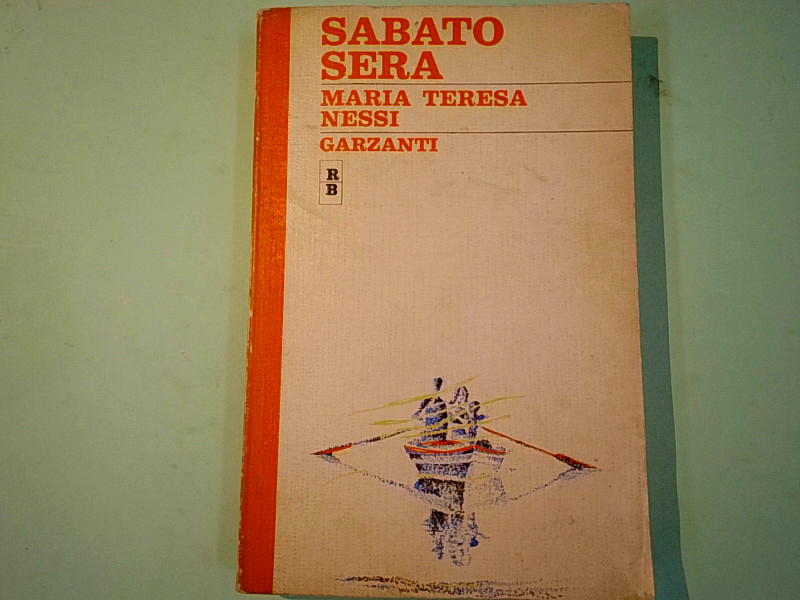 SABATO
SERA
MARIA TERESA
NESSI
GARZANTI
R
B